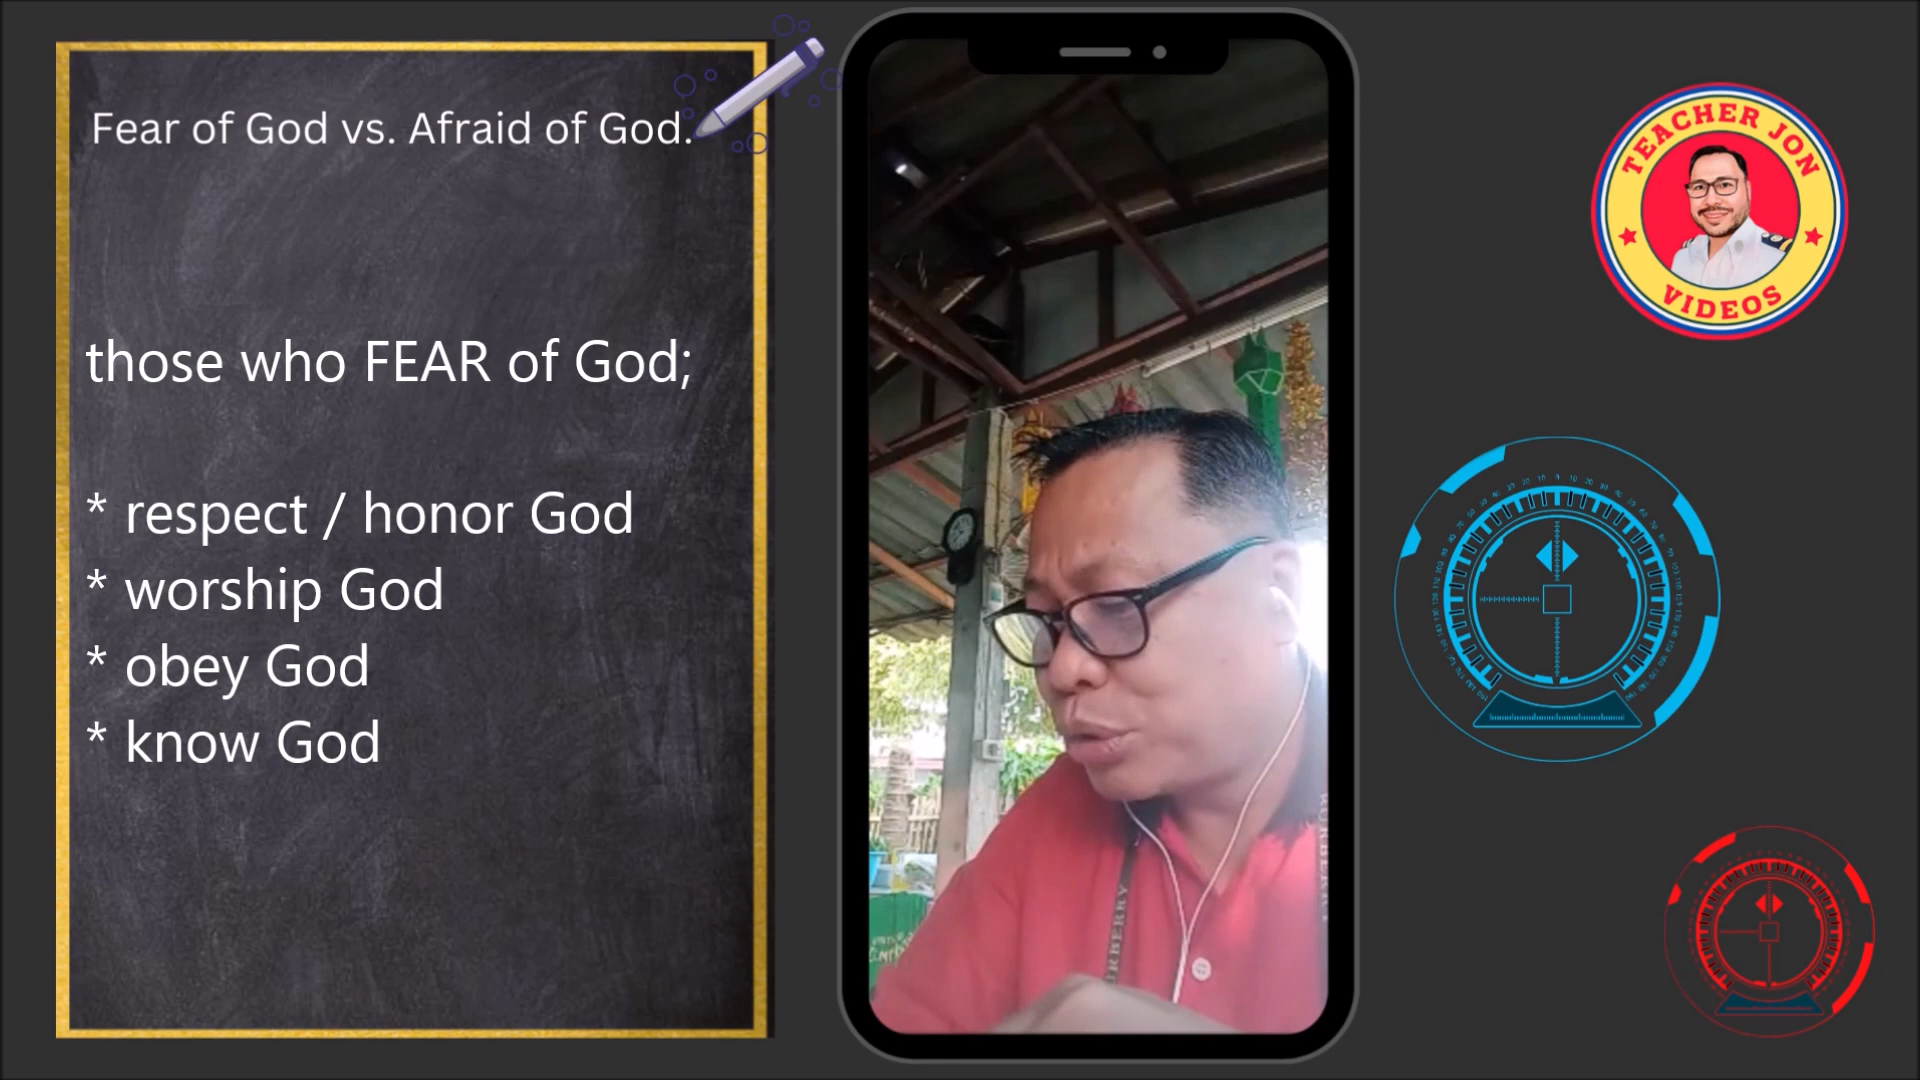 Fear of God vs. Afraid of God.
those who FEAR of God;
* respect / honor God
* worship God
* obey God
* know God
TEACHER JON
VIDEOS